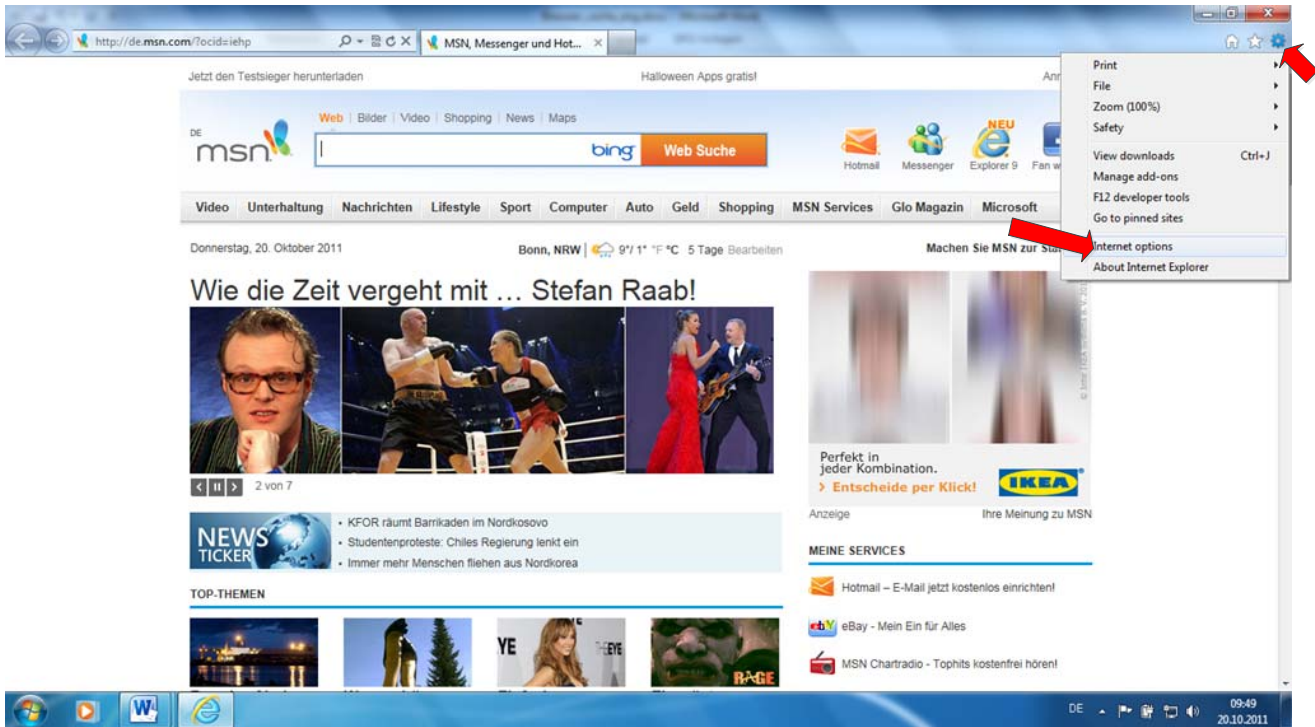 http://de.msn.com/?ocid=iehp
MSN, Messenger und Hot...
Jetzt den Testsieger herunterladen
Halloween Apps gratis!
Print
File
Zoom (100%)
Safety
View downloads Ctrl+J
Manage add-ons
F12 developer tools
Go to pinned sites
Internet options
About Internet Explorer
Web | Bilder | Video | Shopping | News | Maps
DE
msn
bing
Web Suche
NEU
Hotmail Messenger Explorer 9 Fan
Video Unterhaltung Nachrichten Lifestyle Sport Computer Auto Geld Shopping MSN Services Glo Magazin Microsoft
Donnerstag, 20. Oktober 2011
Bonn, NRW | 9°/ 1° °F °C 5 Tage Bearbeiten
Machen Sie MSN zur
Wie die Zeit vergeht mit … Stefan Raab!
2 von 7
Perfekt in
jeder Kombination.
Entscheide per Klick!
IKEA
Anzeige
Ihre Meinung zu MSN
NEWS
TICKER
• KFOR räumt Barrikaden im Nordkosovo
• Studentenproteste: Chiles Regierung lenkt ein
• Immer mehr Menschen fliehen aus Nordkorea
MEINE SERVICES
Hotmail – E-Mail jetzt kostenlos einrichten!
eBay - Mein Ein für Alles
MSN Chartradio - Tophits kostenfrei hören!
TOP-THEMEN
RAGE
DE
09:49
20.10.2011